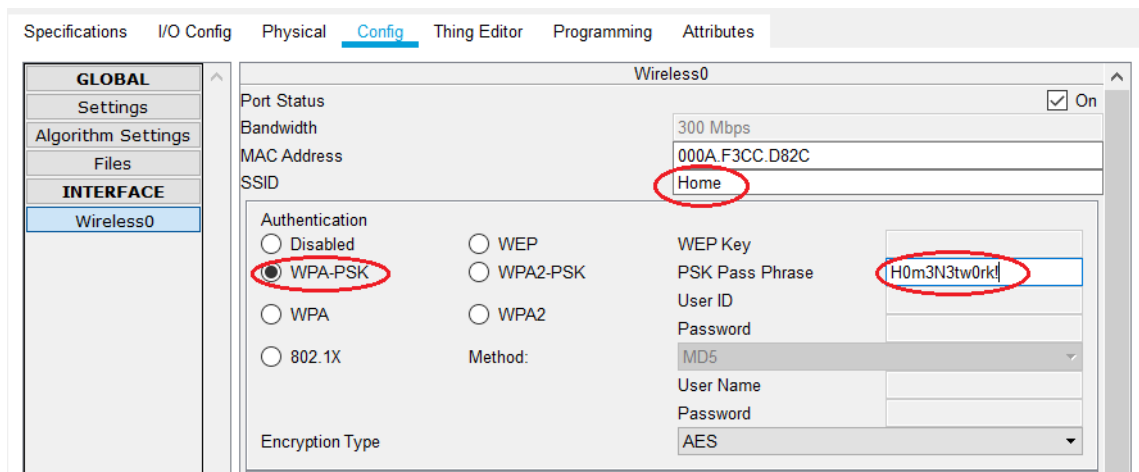 Specifications I/O Config Physical Config Thing Editor Programming Attributes
GLOBAL
Settings
Algorithm Settings
Files
INTERFACE
Wireless0
Wireless0
Port Status On
Bandwidth 300 Mbps
MAC Address 000A.F3CC.D82C
SSID Home
Authentication
Disabled WEP WEP Key
WPA-PSK WPA2-PSK PSK Pass Phrase H0m3N3tw0rk!
User ID
WPA WPA2
Password
802.1X Method: MD5
User Name
Password
Encryption Type AES